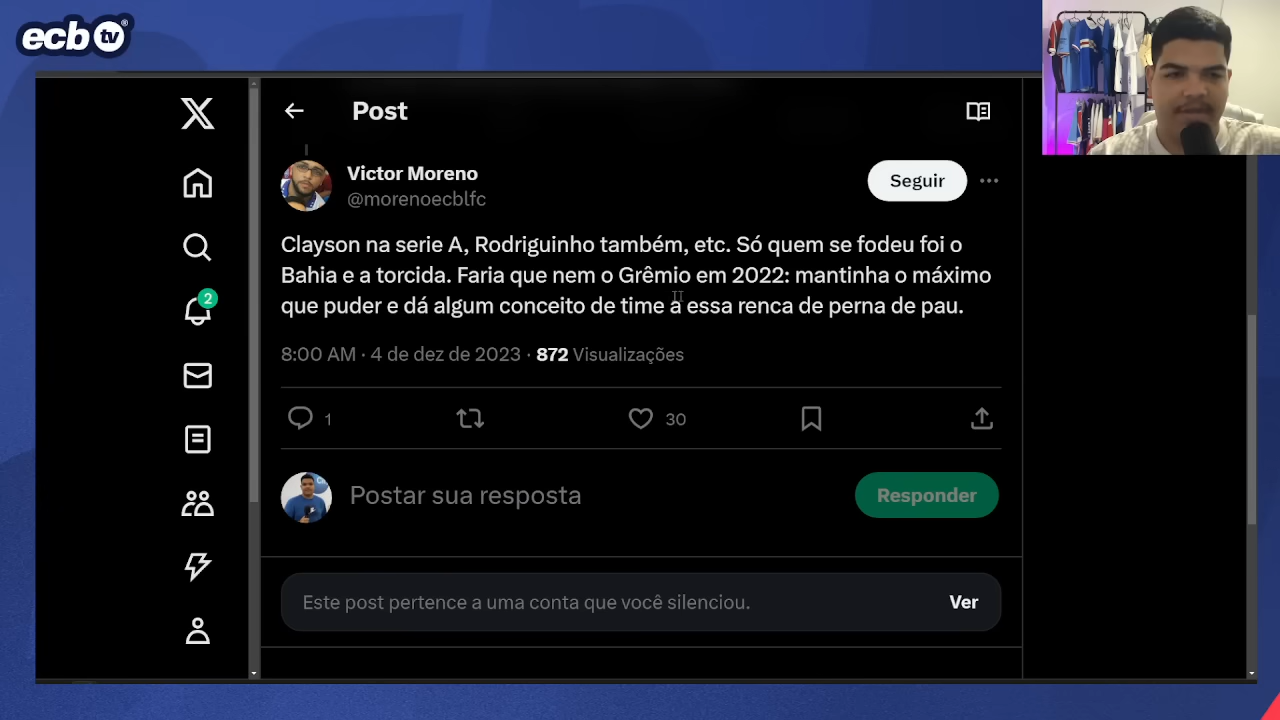 ecb tv
Post
Victor Moreno
@morenoecblfc
Seguir
Clayson na serie A, Rodriguinho também, etc. Só quem se fodeu foi o
Bahia e a torcida. Faria que nem o Grêmio em 2022: mantinha o máximo
que puder e dá algum conceito de time a essa renca de perna de pau.
8:00 AM · 4 de dez de 2023 · 872 Visualizações
1
30
2
Postar sua resposta
Responder
Este post pertence a uma conta que você silenciou.
Ver